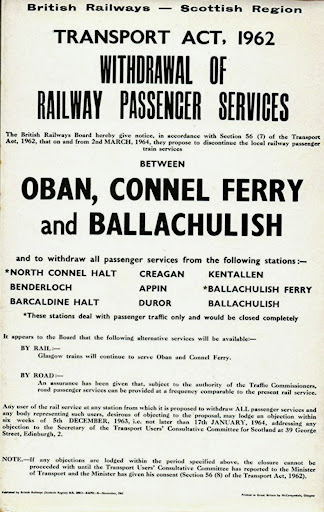 British Railways — Scottish Region
TRANSPORT ACT, 1962
WITHDRAWAL OF
RAILWAY PASSENGER SERVICES
The British Railways Board hereby give notice, in accordance with Section 56 (7) of the Transport
Act, 1962, that on and from 2nd MARCH, 1964, they propose to discontinue the local railway passenger
train services
BETWEEN
OBAN, CONNEL FERRY
and BALLACHULISH
and to withdraw all passenger services from the following stations :—
*NORTH CONNEL HALT CREAGAN KENTALLEN
BENDERLOCH APPIN *BALLACHULISH FERRY
BARCALDINE HALT DUROR BALLACHULISH
*These stations deal with passenger traffic only and would be closed completely
It appears to the Board that the following alternative services will be available:—
BY RAIL:—
Glasgow trains will continue to serve Oban and Connel Ferry.
BY ROAD:—
An assurance has been given that, subject to the authority of the Traffic Commissioners,
road passenger services can be provided at a frequency comparable to the present rail service.
Any user of the rail service at any station from which it is proposed to withdraw ALL passenger services and
any body representing such users, desirous of objecting to the proposal, may lodge an objection within
six weeks of 5th DECEMBER, 1963, i.e. not later than 17th JANUARY, 1964, addressing any
objection to the Secretary of the Transport Users' Consultative Committee for Scotland at 39 George
Street, Edinburgh, 2.
NOTE.—If any objections are lodged within the period specified above, the closure cannot be
proceeded with until the Transport Users' Consultative Committee has reported to the Minister
of Transport and the Minister has given his consent (Section 56 (8) of the Transport Act, 1962).
Published by British Railways (Scottish Region)